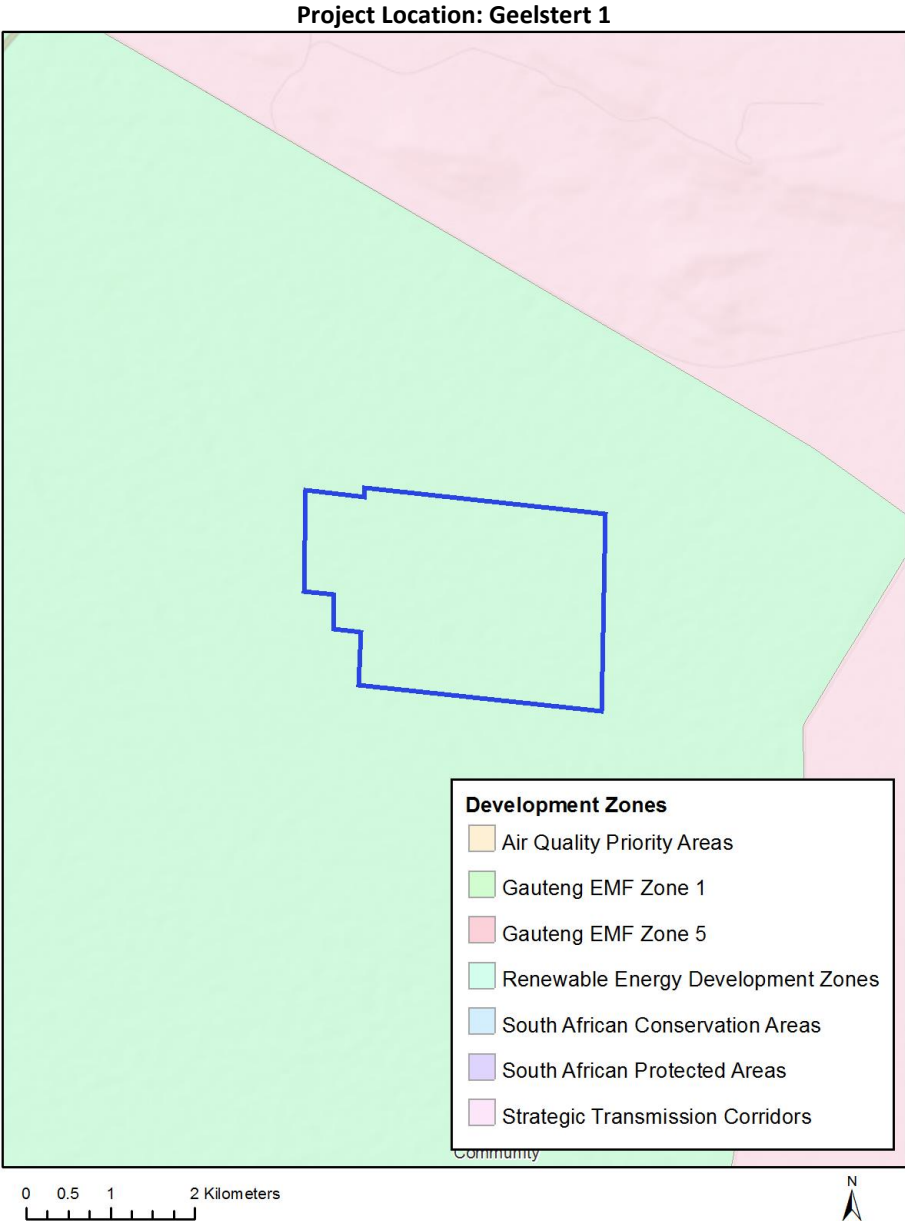 Project Location: Geelstert 1
Development Zones
Air Quality Priority Areas
Gauteng EMF Zone 1
Gauteng EMF Zone 5
Renewable Energy Development Zones
South African Conservation Areas
South African Protected Areas
Strategic Transmission Corridors
Community
0 0.5 1 2 Kilometers
N